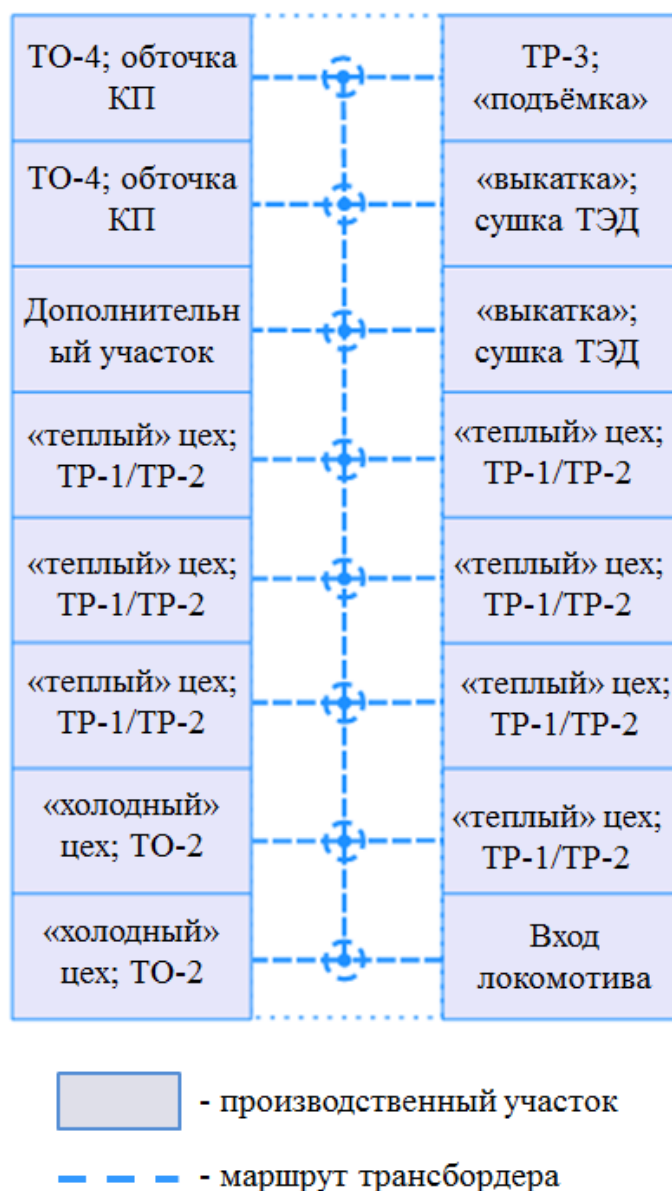 ТО-4; обточка
КП
ТР-3;
«подъёмка»
ТО-4; обточка
КП
«выкатка»;
сушка ТЭД
Дополнительн
ый участок
«выкатка»;
сушка ТЭД
«теплый» цех;
ТР-1/ТР-2
«теплый» цех;
ТР-1/ТР-2
«теплый» цех;
ТР-1/ТР-2
«теплый» цех;
ТР-1/ТР-2
«теплый» цех;
ТР-1/ТР-2
«теплый» цех;
ТР-1/ТР-2
«холодный»
цех; ТО-2
«теплый» цех;
ТР-1/ТР-2
«холодный»
цех; ТО-2
Вход
локомотива
- производственный участок
- маршрут трансбордера